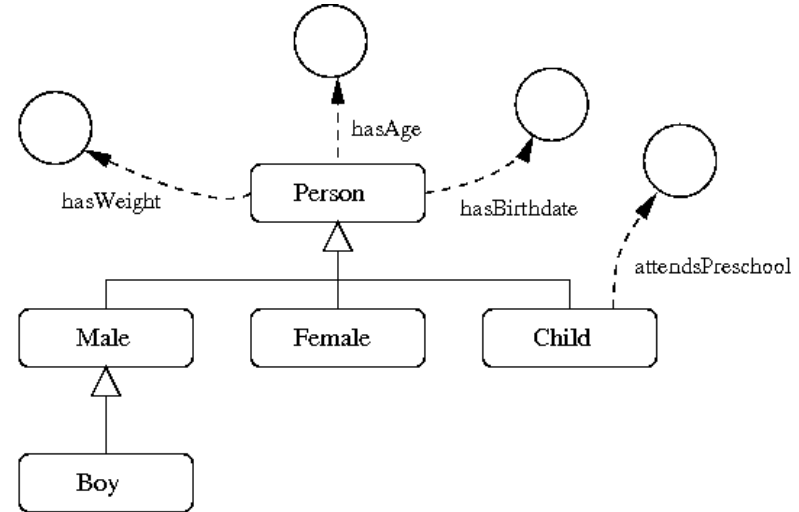 hasAge
Person
hasWeight
hasBirthdate
attendsPreschool
Male
Female
Child
Boy